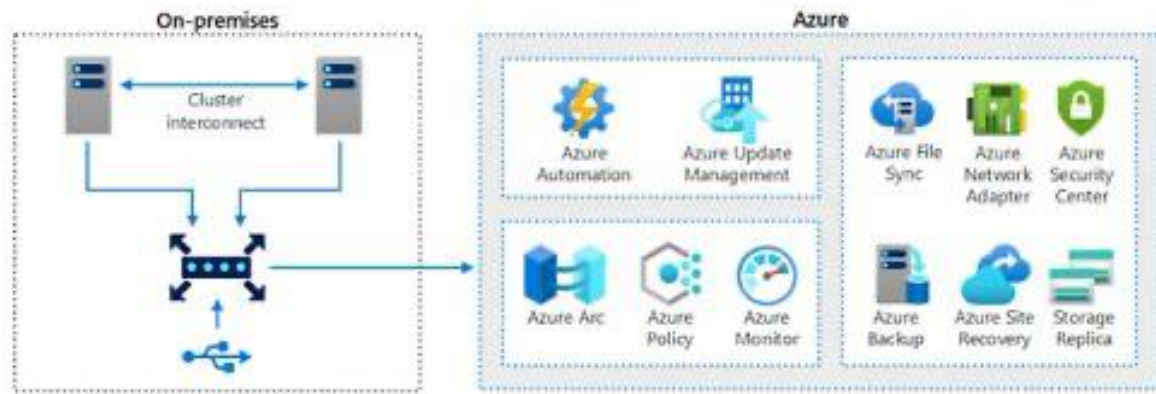 On-premises
Azure
Cluster
interconnect
Azure
Automation
Azure Update
Management
Azure File
Sync
Azure
Network
Adapter
Azure
Security
Center
Azure Arc
Azure
Policy
Azure
Monitor
Azure
Backup
Azure Site
Recovery
Storage
Replica